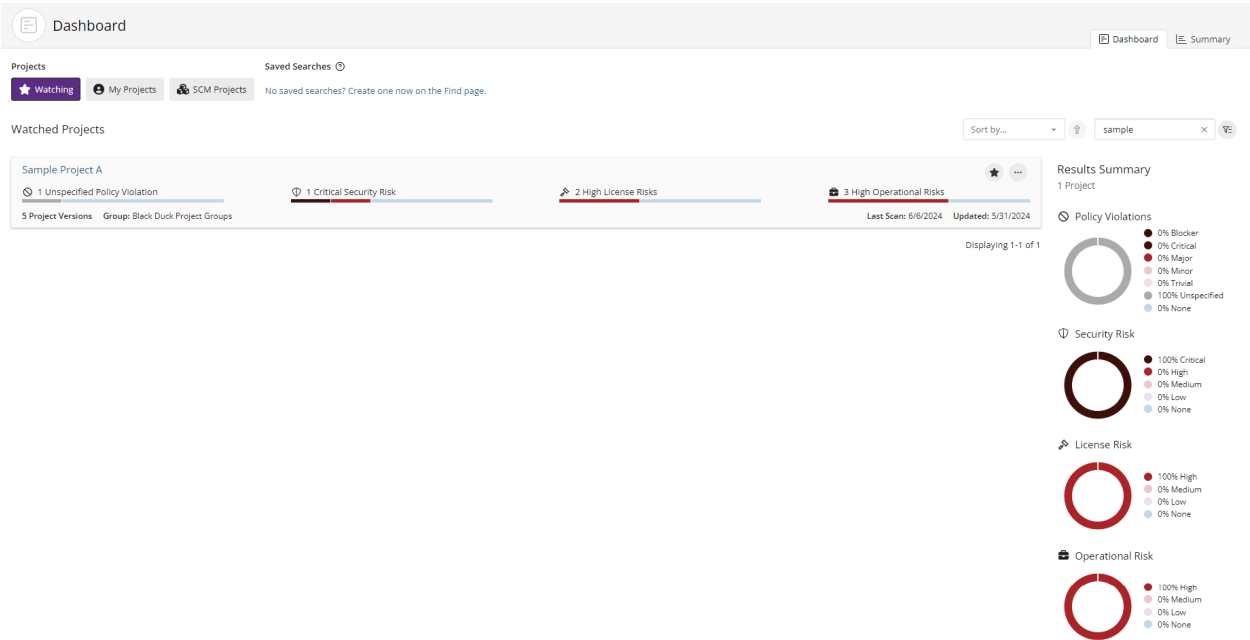 Dashboard
Dashboard
Summary
Projects
Saved Searches
Watching
My Projects
SCM Projects
No saved searches? Create one now on the Find page.
Watched Projects
Sort by...
sample
Sample Project A
1 Unspecified Policy Violation
1 Critical Security Risk
2 High License Risks
3 High Operational Risks
5 Project Versions Group: Black Duck Project Groups
Last Scan: 6/6/2024 Updated: 5/31/2024
Displaying 1-1 of 1
Results Summary
1 Project
Policy Violations
0% Blocker
0% Critical
0% Major
0% Minor
0% Trivial
100% Unspecified
0% None
Security Risk
100% Critical
0% High
0% Medium
0% Low
0% None
License Risk
100% High
0% Medium
0% Low
0% None
Operational Risk
100% High
0% Medium
0% Low
0% None